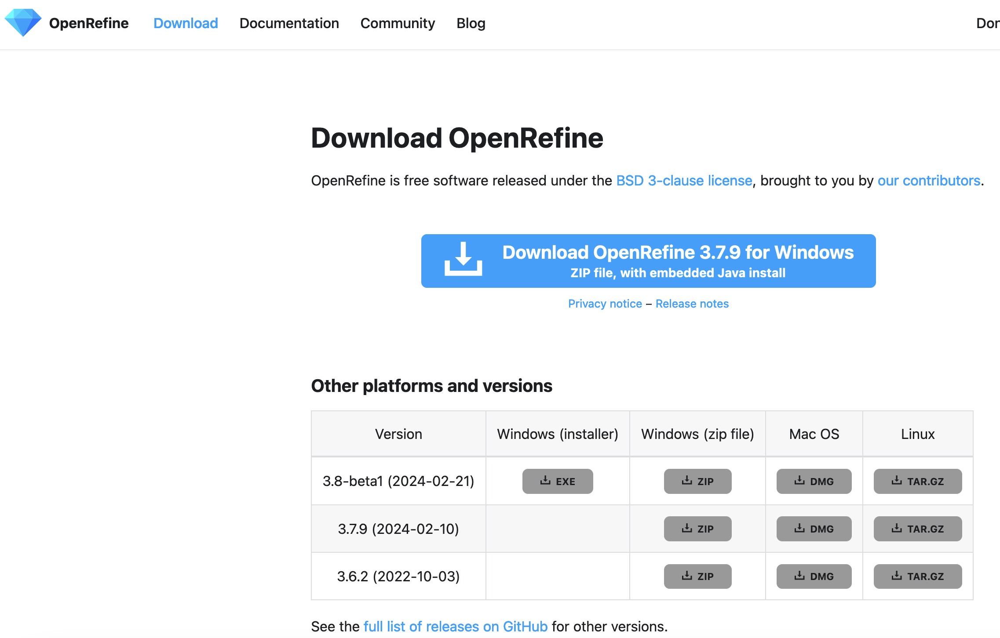 OpenRefine Download Documentation Community Blog
Download OpenRefine
OpenRefine is free software released under the BSD 3-clause license, brought to you by our contributors.
Download OpenRefine 3.7.9 for Windows
ZIP file, with embedded Java install
Privacy notice – Release notes
Other platforms and versions
Version Windows (installer) Windows (zip file) Mac OS Linux
3.8-beta1 (2024-02-21) EXE ZIP DMG TAR.GZ
3.7.9 (2024-02-10) ZIP DMG TAR.GZ
3.6.2 (2022-10-03) ZIP DMG TAR.GZ
See the full list of releases on GitHub for other versions.